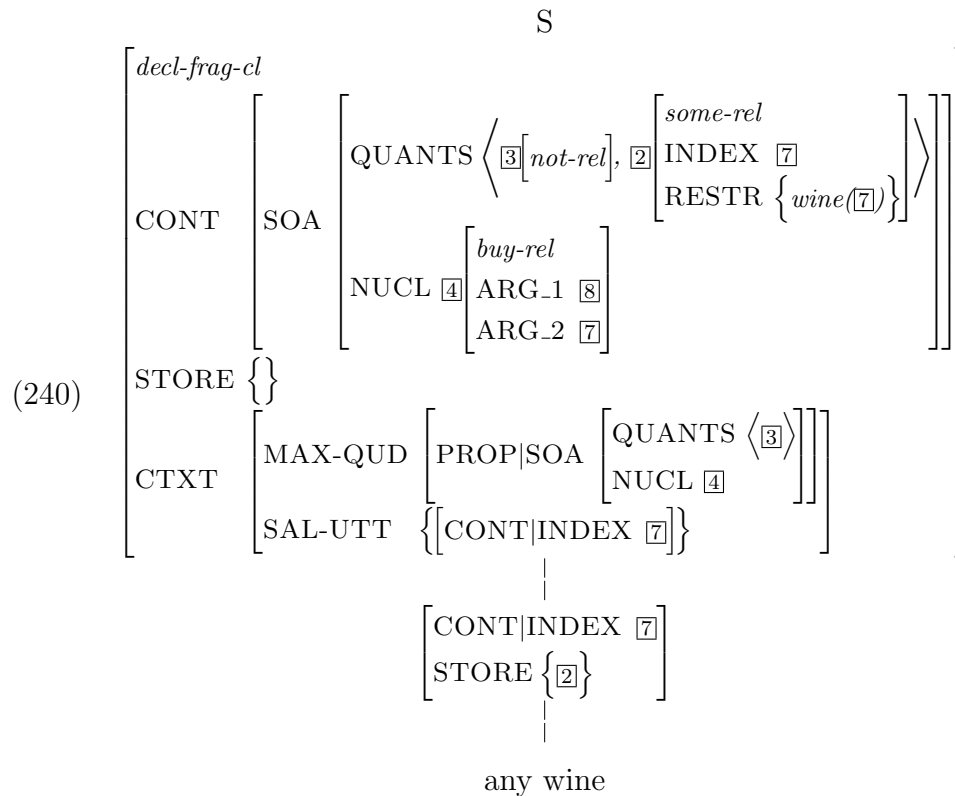 S
decl-frag-cl
some-rel
QUANTS ⟨ 3[not-rel], 2 INDEX 7 ⟩
RESTR {wine(7)}
CONT SOA
buy-rel
NUCL 4 ARG_1 8
ARG_2 7
STORE {}
(240)
QUANTS ⟨3⟩
MAX-QUD [PROP|SOA
NUCL 4
CTXT
SAL-UTT {[CONT|INDEX 7]}
CONT|INDEX 7
STORE {2}
any wine